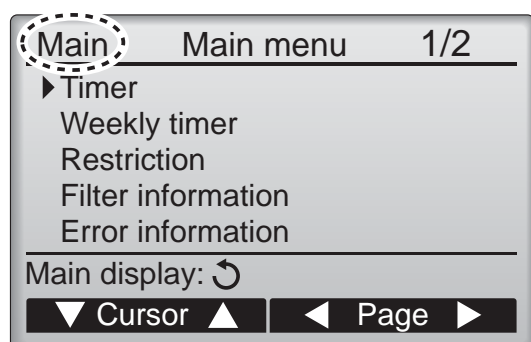 Main Main menu 1/2
Timer
Weekly timer
Restriction
Filter information
Error information
Main display:
Cursor Page